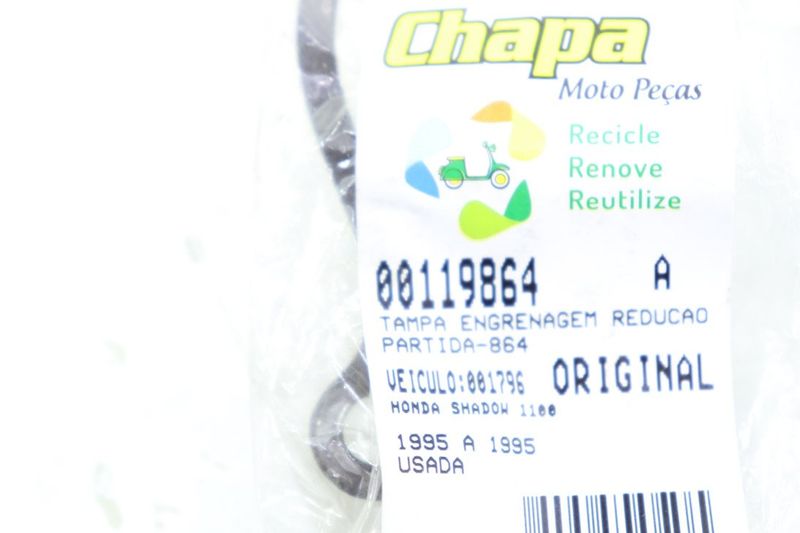 Chapa
Moto Peças
Recicle
Renove
Reutilize
00119864 A
TAMPA ENGRENAGEM REDUCAO
PARTIDA-864
VEICULO:001796 ORIGINAL
HONDA SHADOW 1100
1995 A 1995
USADA